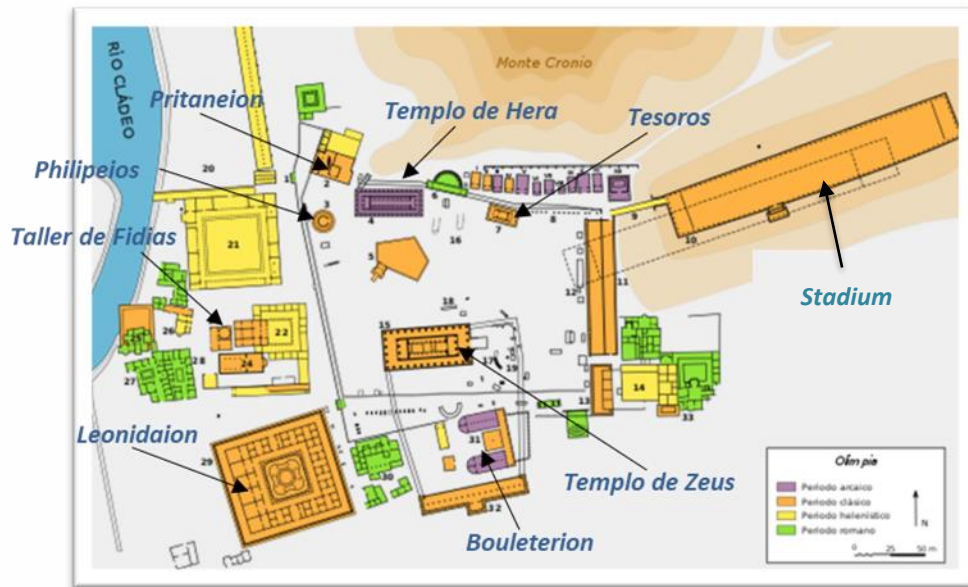 RÍO CLÁDEO
Monte Cronio
Pritaneion
Templo de Hera
Tesoros
Philipeios
Taller de Fidias
Stadium
Leonidaion
Templo de Zeus
Bouleterion
20
1
2
3
4
5
6
7
8
9
10
11
12
13
14
15
16
17
18
19
21
22
24
26
27
28
29
30
31
32
33
Olimpia
Período arcaico
Período clásico
Período helenístico
Período romano
N
0 25 50 m